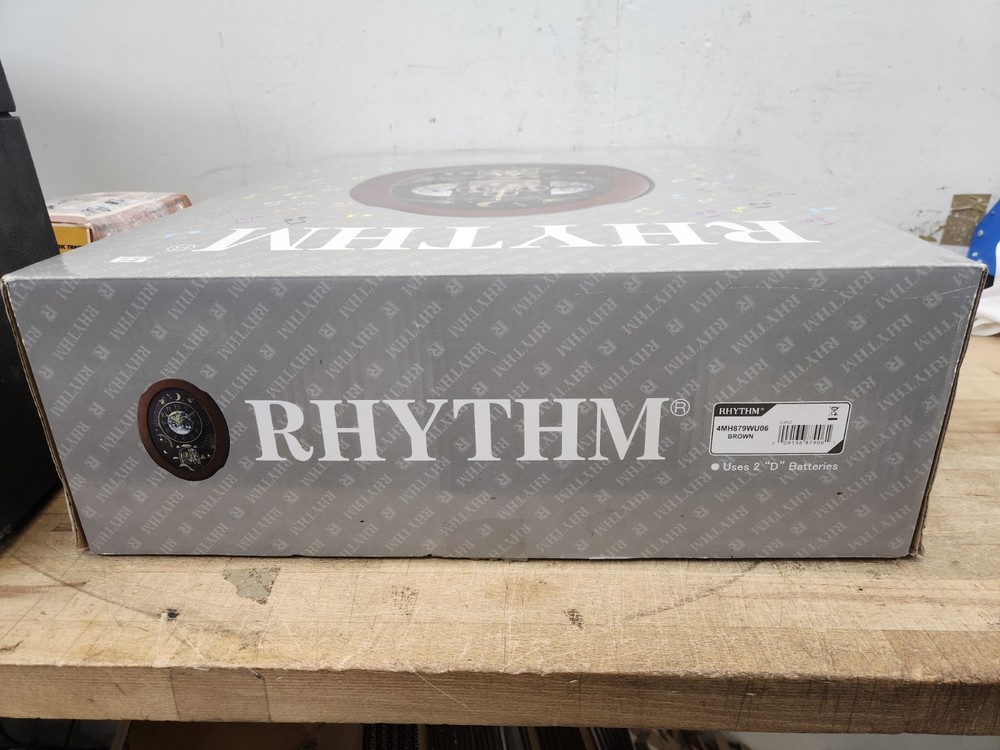 RHYTHM®
RHYTHM®
RHYTHM®
4MH879WU06
BROWN
Uses 2 "D" Batteries